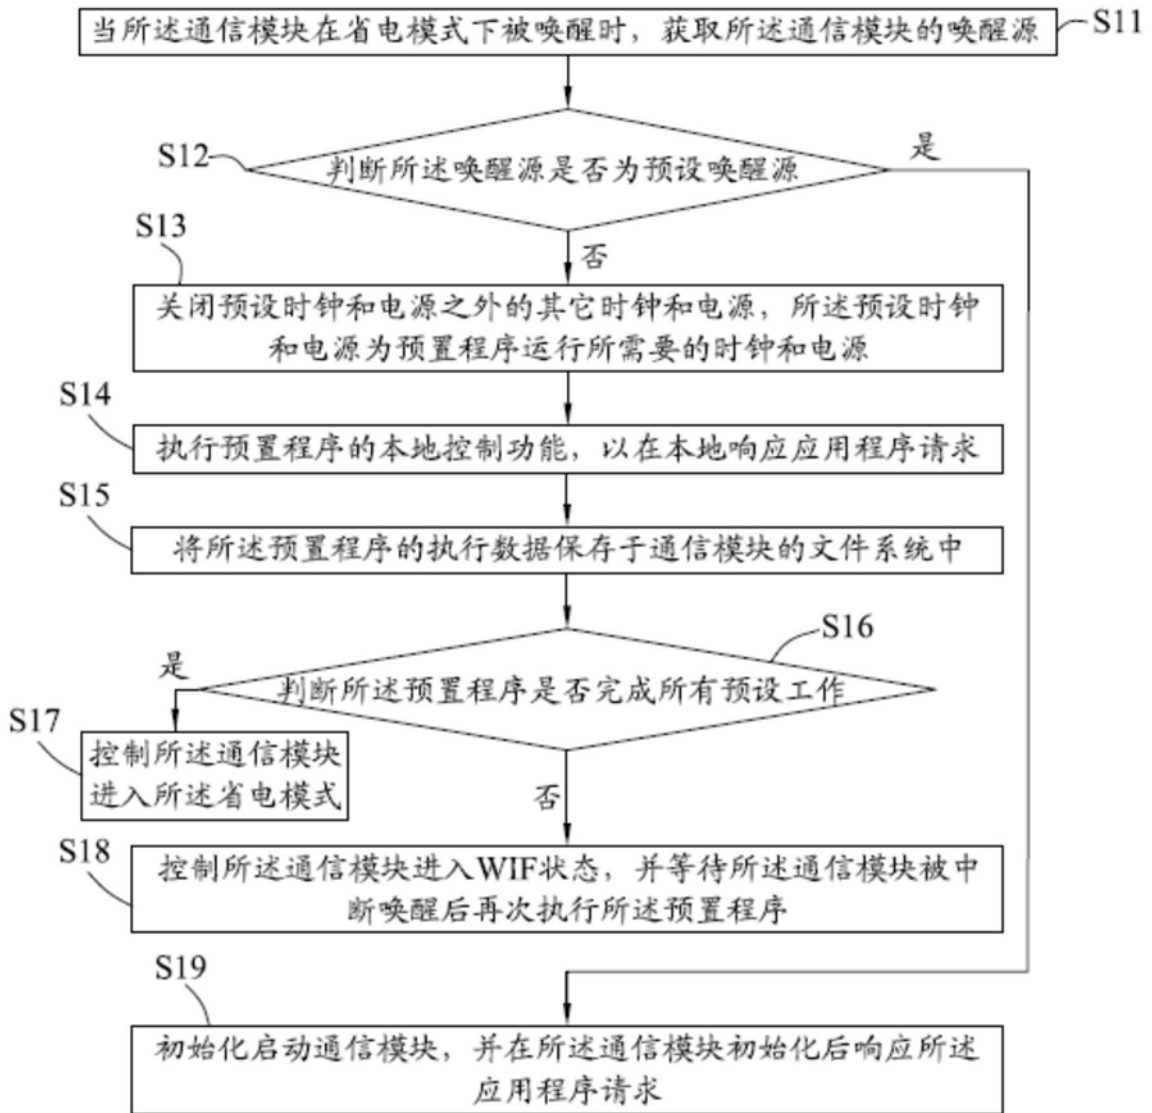 当所述通信模块在省电模式下被唤醒时，获取所述通信模块的唤醒源
S11
S12
判断所述唤醒源是否为预设唤醒源
是
S13
否
关闭预设时钟和电源之外的其它时钟和电源，所述预设时钟
和电源为预置程序运行所需要的时钟和电源
S14
执行预置程序的本地控制功能，以在本地响应应用程序请求
S15
将所述预置程序的执行数据保存于通信模块的文件系统中
S16
是
判断所述预置程序是否完成所有预设工作
S17
控制所述通信模块
进入所述省电模式
否
S18
控制所述通信模块进入WIF状态，并等待所述通信模块被中
断唤醒后再次执行所述预置程序
S19
初始化启动通信模块，并在所述通信模块初始化后响应所述
应用程序请求